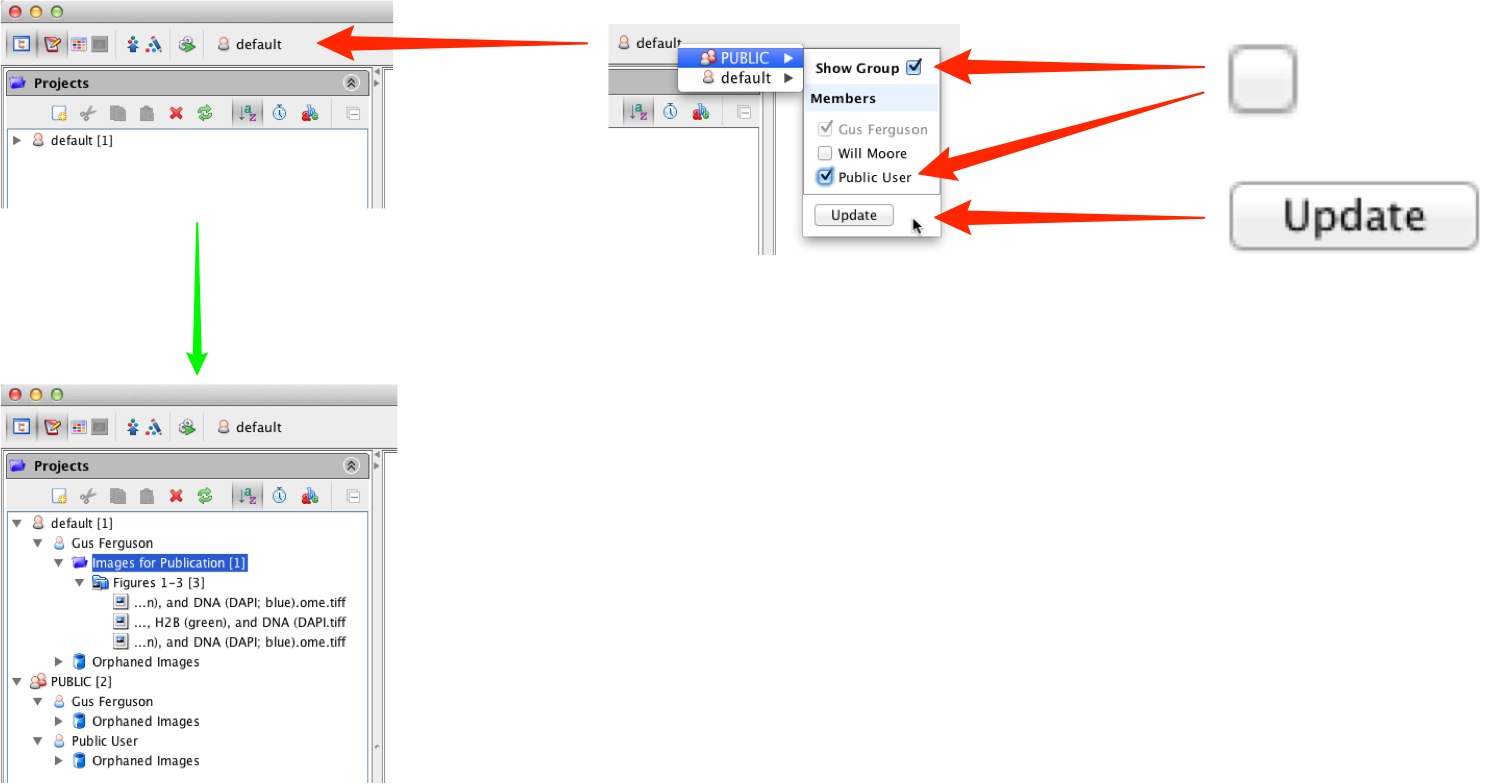 default
Projects
default [1]
default
PUBLIC
default
Show Group
Members
Gus Ferguson
Will Moore
Public User
Update
Update
default
Projects
default [1]
Gus Ferguson
Images for Publication [1]
Figures 1-3 [3]
...n), and DNA (DAPI; blue).ome.tiff
..., H2B (green), and DNA (DAPI.tiff
...n), and DNA (DAPI; blue).ome.tiff
Orphaned Images
PUBLIC [2]
Gus Ferguson
Orphaned Images
Public User
Orphaned Images